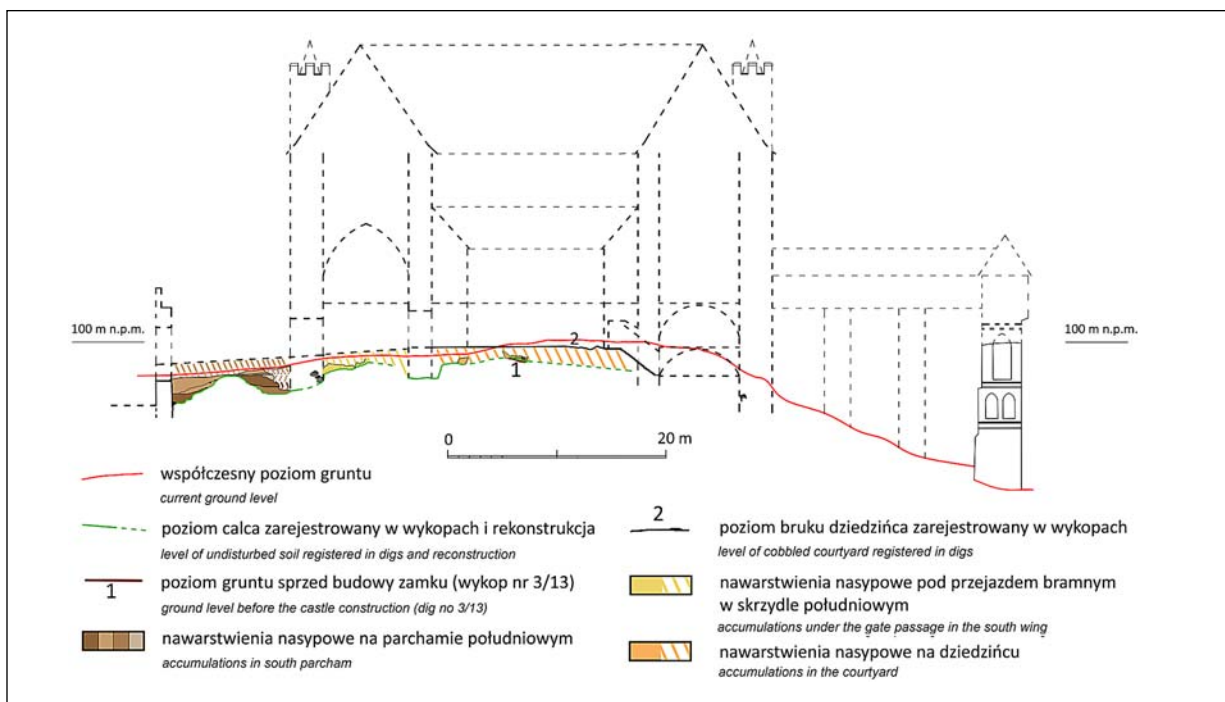 100 m n.p.m.
100 m n.p.m.
2
1
0
20 m
współczesny poziom gruntu
current ground level
poziom calca zarejestrowany w wykopach i rekonstrukcja
level of undisturbed soil registered in digs and reconstruction
1
poziom gruntu sprzed budowy zamku (wykop nr 3/13)
ground level before the castle construction (dig no 3/13)
nawarstwienia nasypowe na parchamie południowym
accumulations in south parcham
2
poziom bruku dziedzińca zarejestrowany w wykopach
level of cobbled courtyard registered in digs
nawarstwienia nasypowe pod przejazdem bramnym
w skrzydle południowym
accumulations under the gate passage in the south wing
nawarstwienia nasypowe na dziedzińcu
accumulations in the courtyard